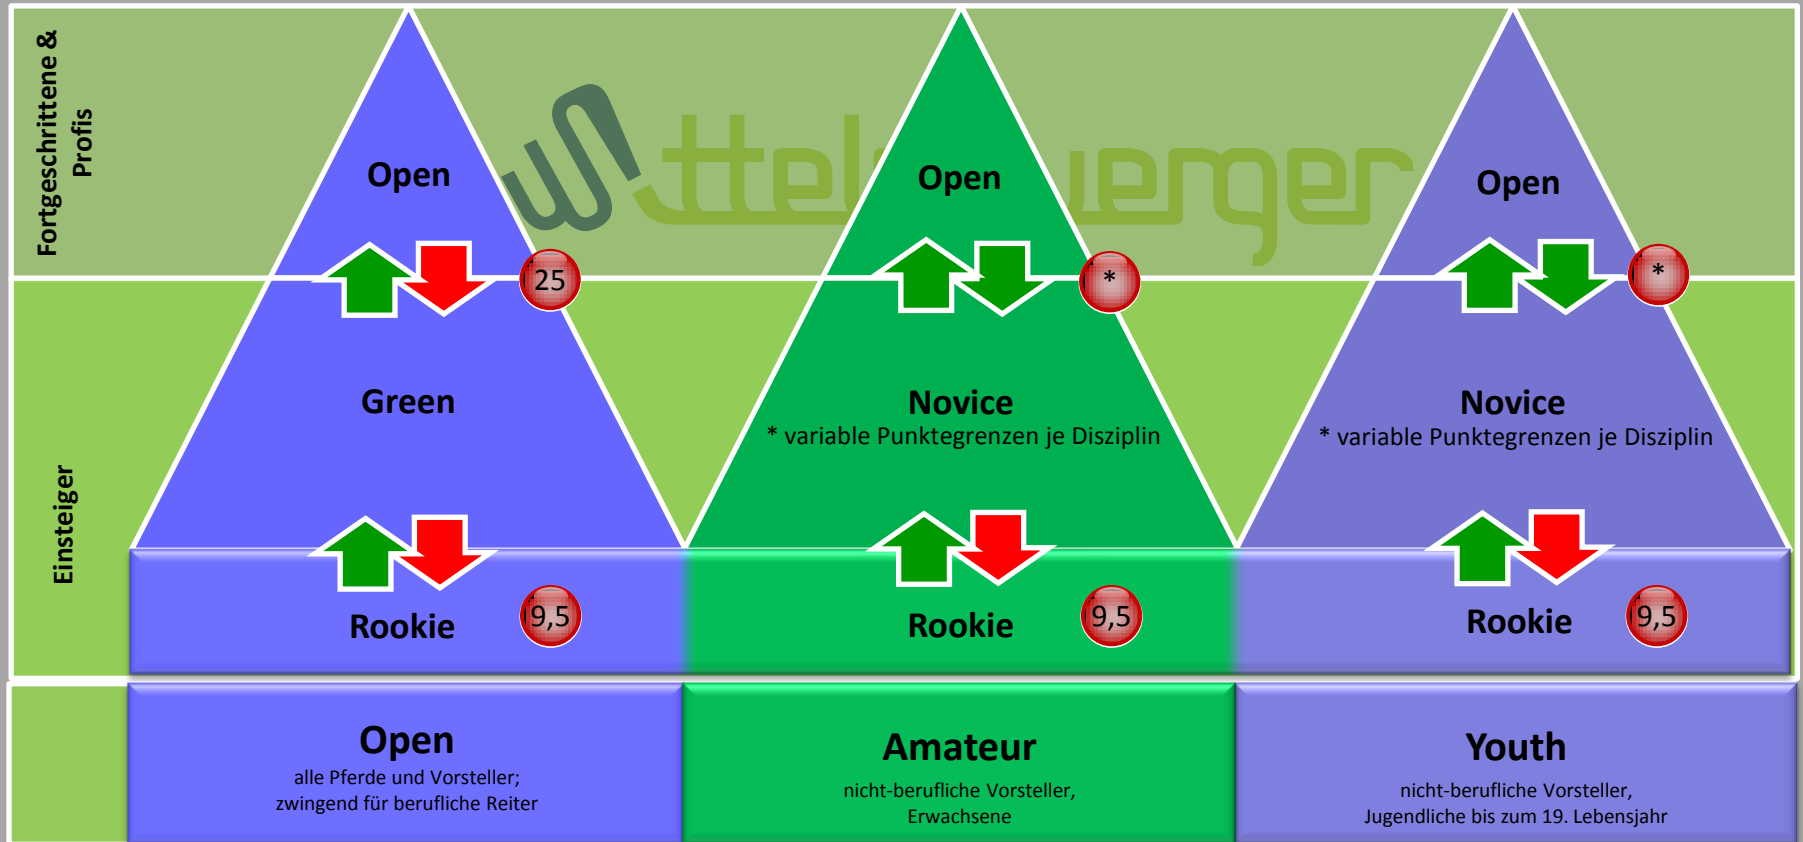 Fortgeschrittene &
Profis
Open
Open
Open
25
*
*
Einsteiger
Green
Novice
* variable Punktegrenzen je Disziplin
Novice
* variable Punktegrenzen je Disziplin
Rookie
9,5
Rookie
9,5
Rookie
9,5
Open
alle Pferde und Vorsteller;
zwingend für berufliche Reiter
Amateur
nicht-berufliche Vorsteller,
Erwachsene
Youth
nicht-berufliche Vorsteller,
Jugendliche bis zum 19. Lebensjahr